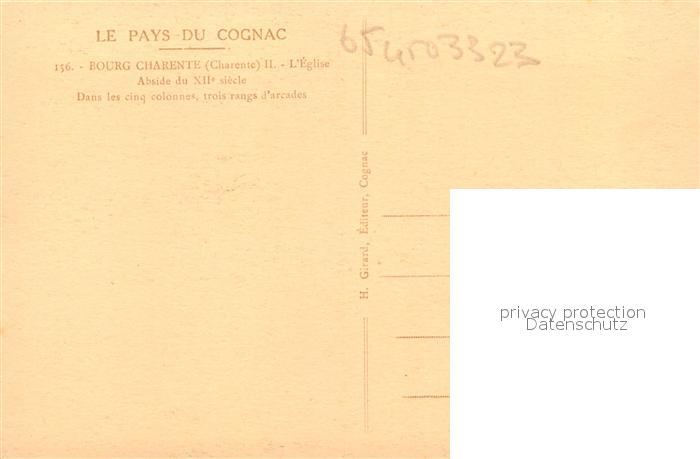 LE PAYS DU COGNAC
156. - BOURG CHARENTE (Charente) II. - L'Église
Abside du XIIe siècle
Dans les cinq colonnes, trois rangs d'arcades
H. Girard, Éditeur, Cognac
privacy protection
Datenschutz